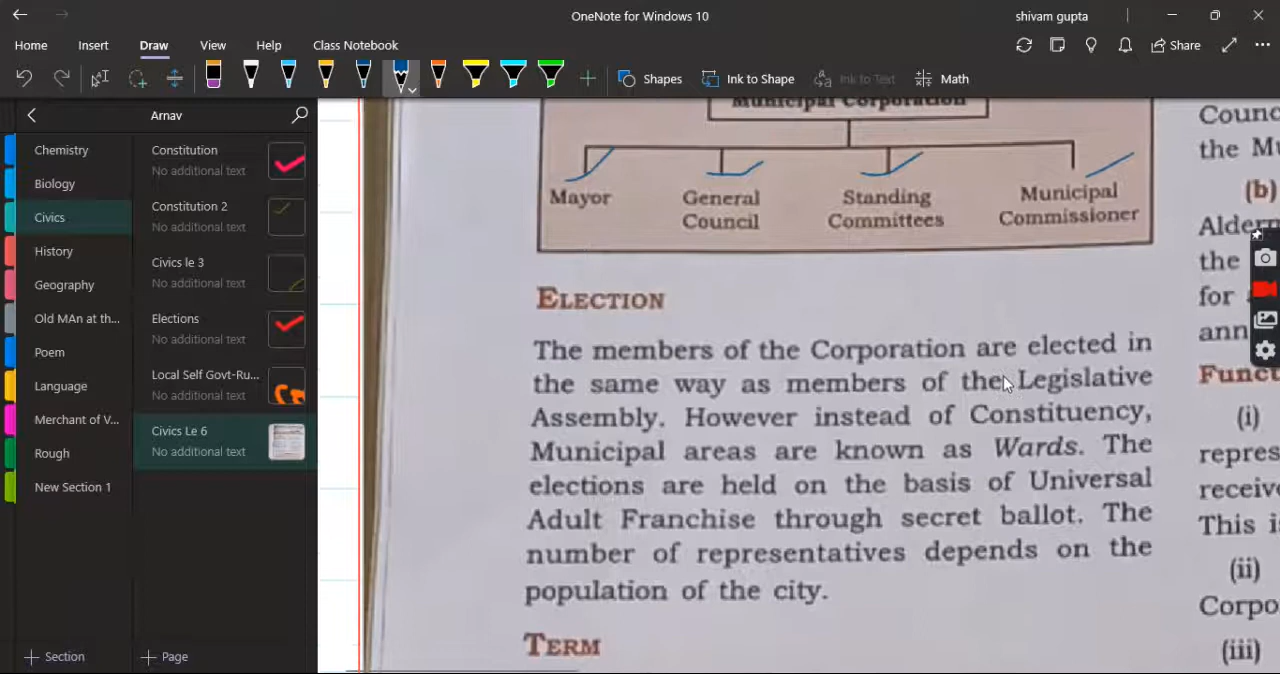 OneNote for Windows 10
shivam gupta
Home Insert Draw View Help Class Notebook
Share
Shapes Ink to Shape Ink to Text Math
Arnav
Chemistry
Biology
Civics
History
Geography
Old MAn at th...
Poem
Language
Merchant of V...
Rough
New Section 1
Section
Constitution
No additional text
Constitution 2
No additional text
Civics le 3
No additional text
Elections
No additional text
Local Self Govt-Ru...
No additional text
Civics Le 6
No additional text
Page
Municipal Corporation
Mayor
General
Council
Standing
Committees
Municipal
Commissioner
ELECTION
The members of the Corporation are elected in
the same way as members of the Legislative
Assembly. However instead of Constituency,
Municipal areas are known as Wards. The
elections are held on the basis of Universal
Adult Franchise through secret ballot. The
number of representatives depends on the
population of the city.
TERM
the
(b)
the
for
ann
(i)
This
(ii)
(iii)